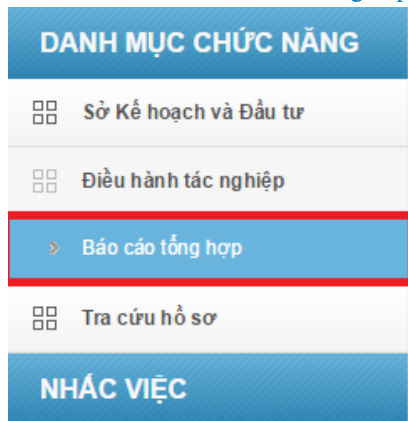 DANH MỤC CHỨC NĂNG
Sở Kế hoạch và Đầu tư
Điều hành tác nghiệp
Báo cáo tổng hợp
Tra cứu hồ sơ
NHẮC VIỆC